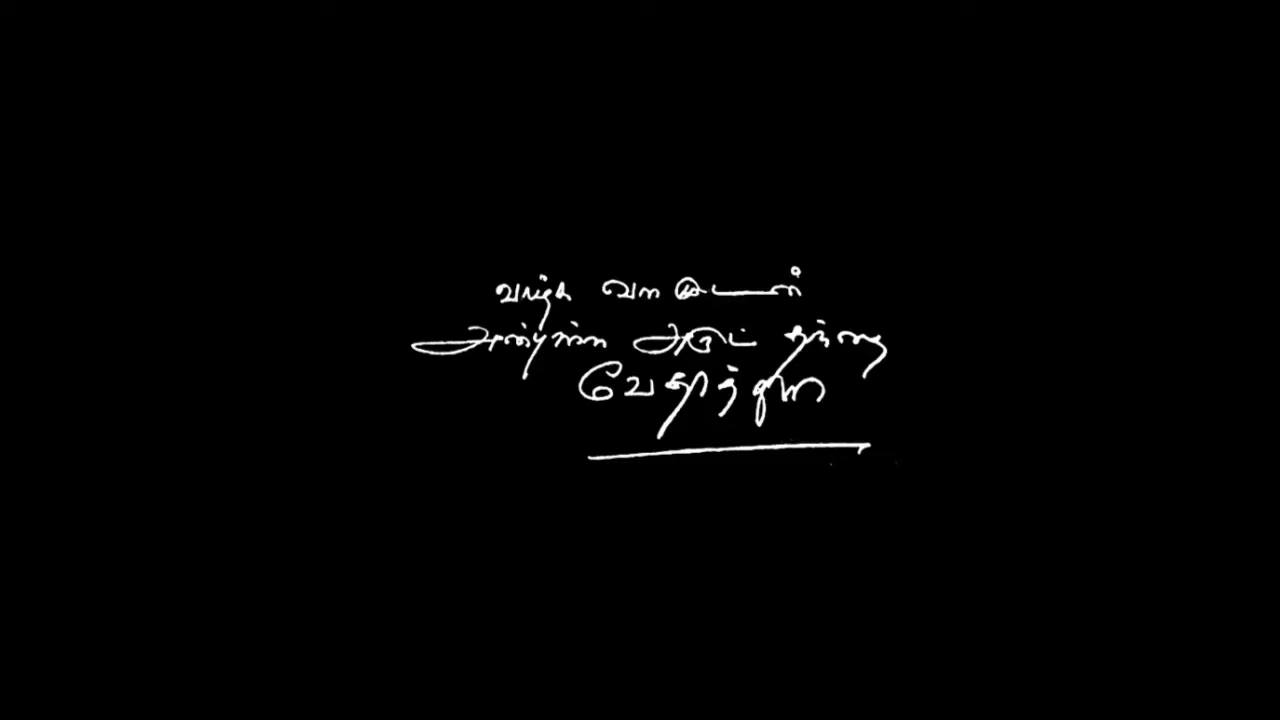 வாழ்க வளமுடன்
அன்புள்ள அருட் தந்தை
வேதாத்திரி